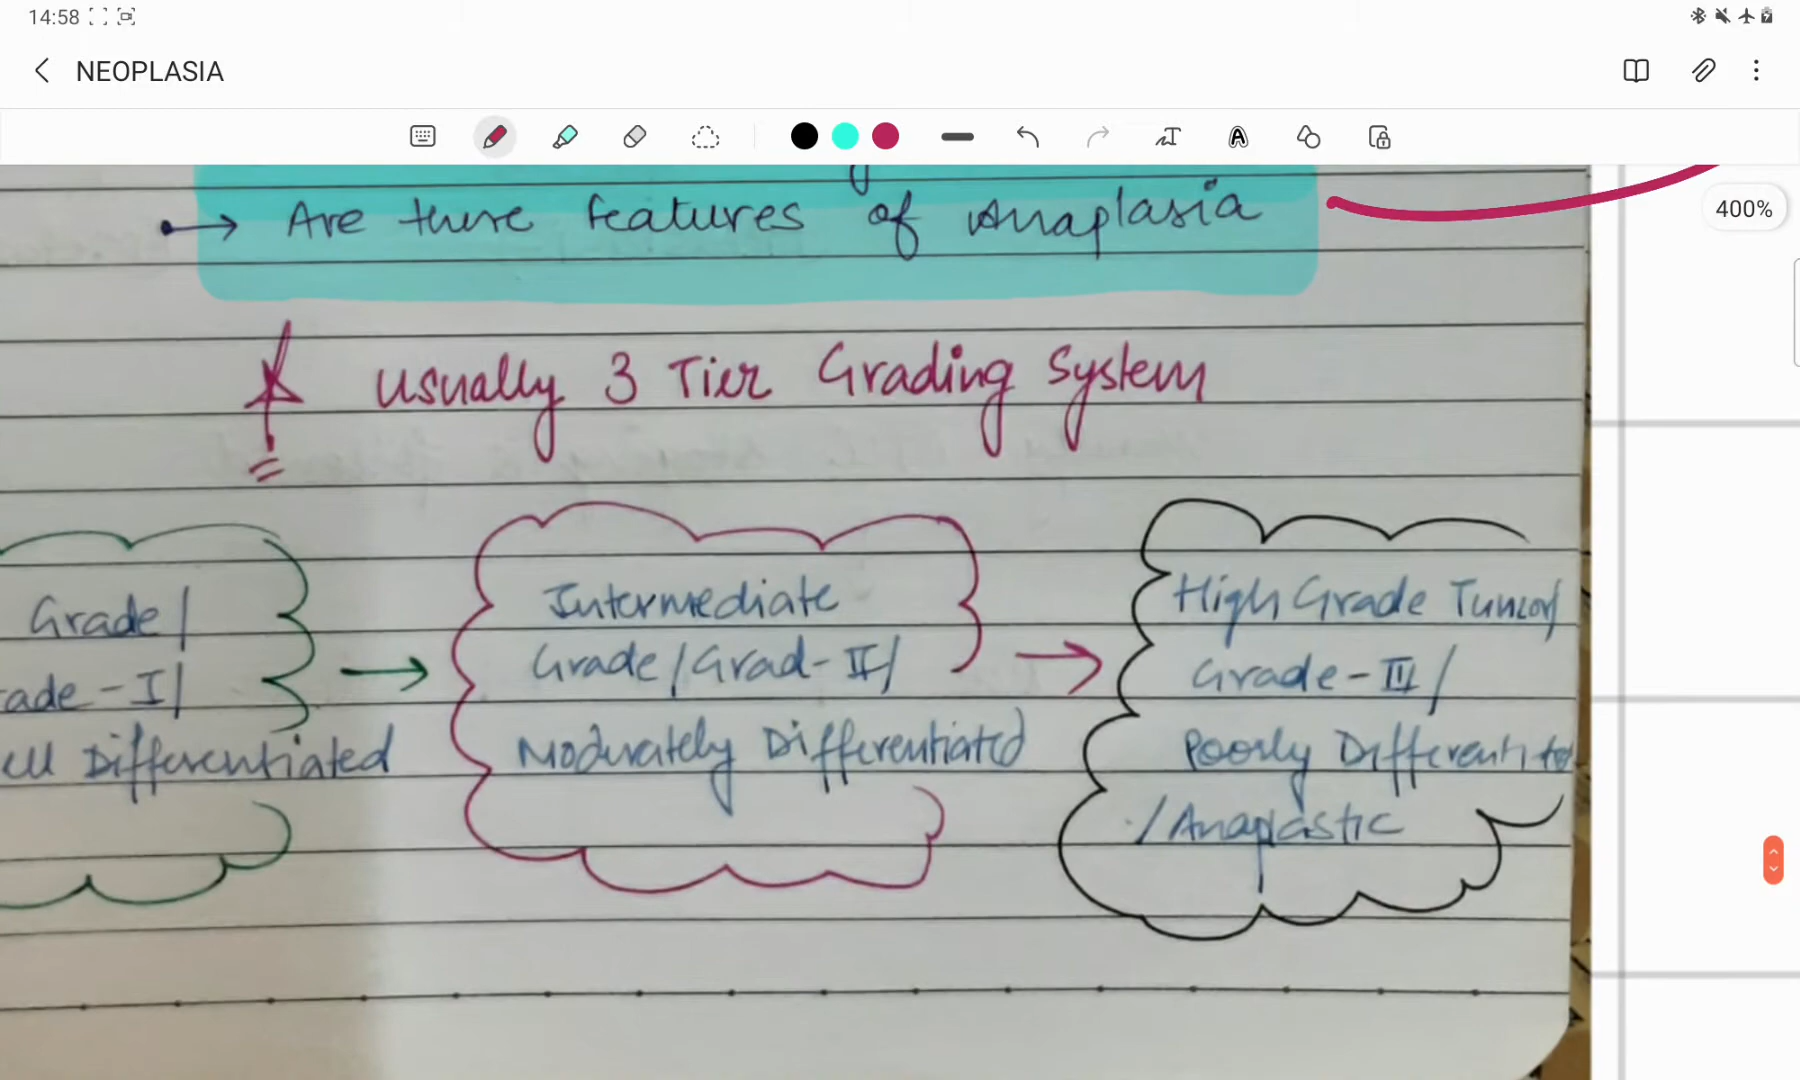 14:58
NEOPLASIA
400%
→ Are there features of Anaplasia
Usually 3 Tier Grading System
Grade/
ade-I/
ell Differentiated
→
Intermediate
Grade/Grad-II/
Moderately Differentiated
→
High Grade Tumor/
Grade-III/
Poorly Differentiated
/Anaplastic